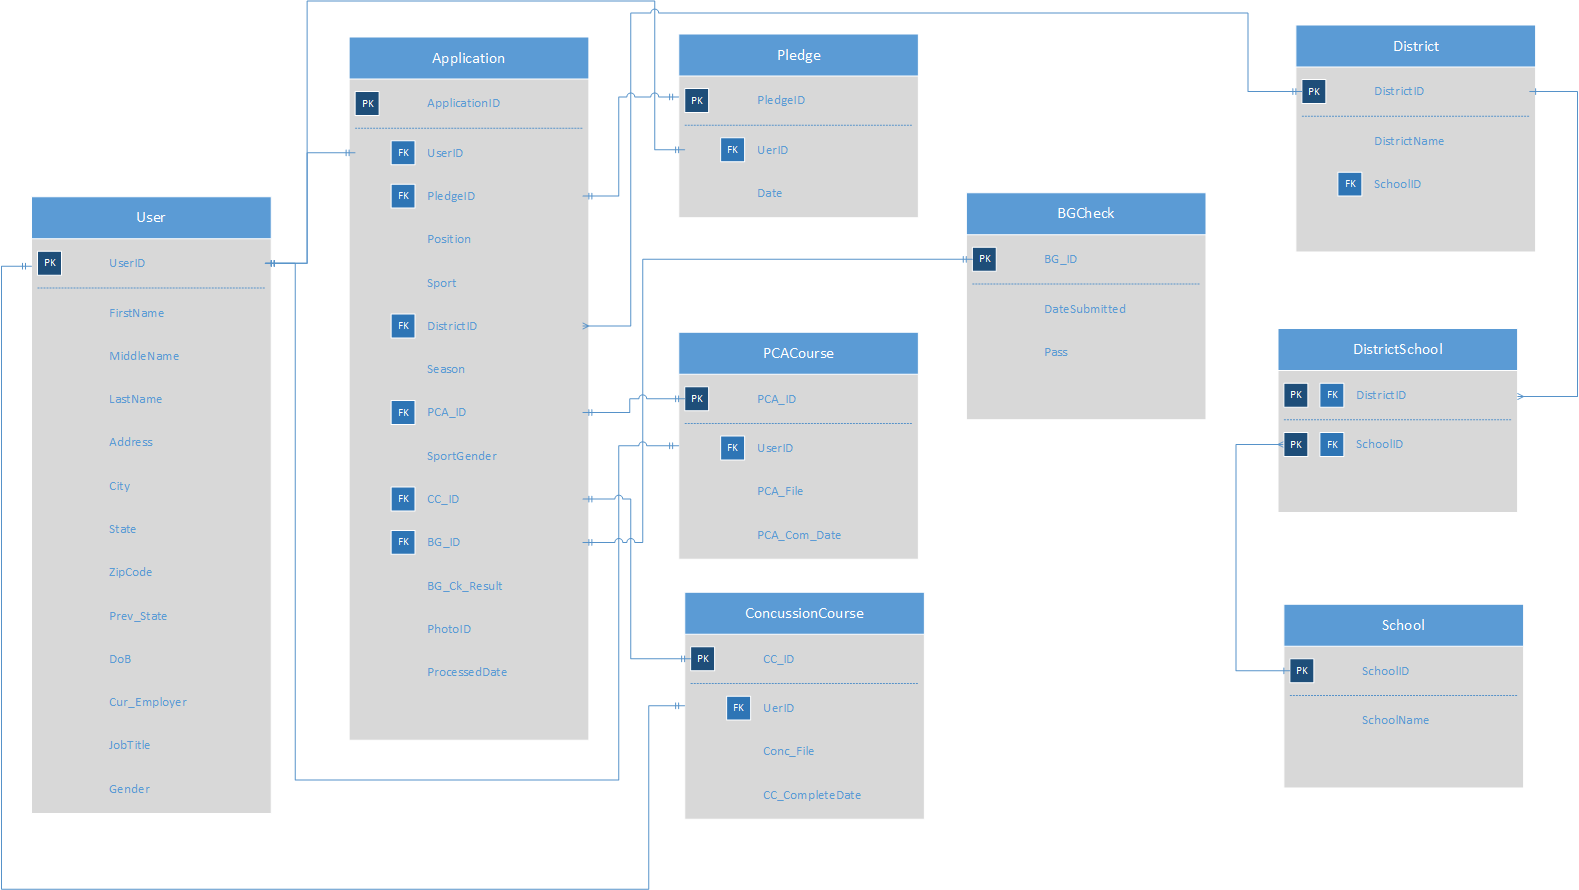 User
PK UserID
FirstName
MiddleName
LastName
Address
City
State
ZipCode
Prev_State
DoB
Cur_Employer
JobTitle
Gender
Application
PK ApplicationID
FK UserID
FK PledgeID
Position
Sport
FK DistrictID
Season
FK PCA_ID
SportGender
FK CC_ID
FK BG_ID
BG_Ck_Result
PhotoID
ProcessedDate
Pledge
PK PledgeID
FK UerID
Date
PCACourse
PK PCA_ID
FK UserID
PCA_File
PCA_Com_Date
ConcussionCourse
PK CC_ID
FK UerID
Conc_File
CC_CompleteDate
BGCheck
PK BG_ID
DateSubmitted
Pass
District
PK DistrictID
DistrictName
FK SchoolID
DistrictSchool
PK FK DistrictID
PK FK SchoolID
School
PK SchoolID
SchoolName